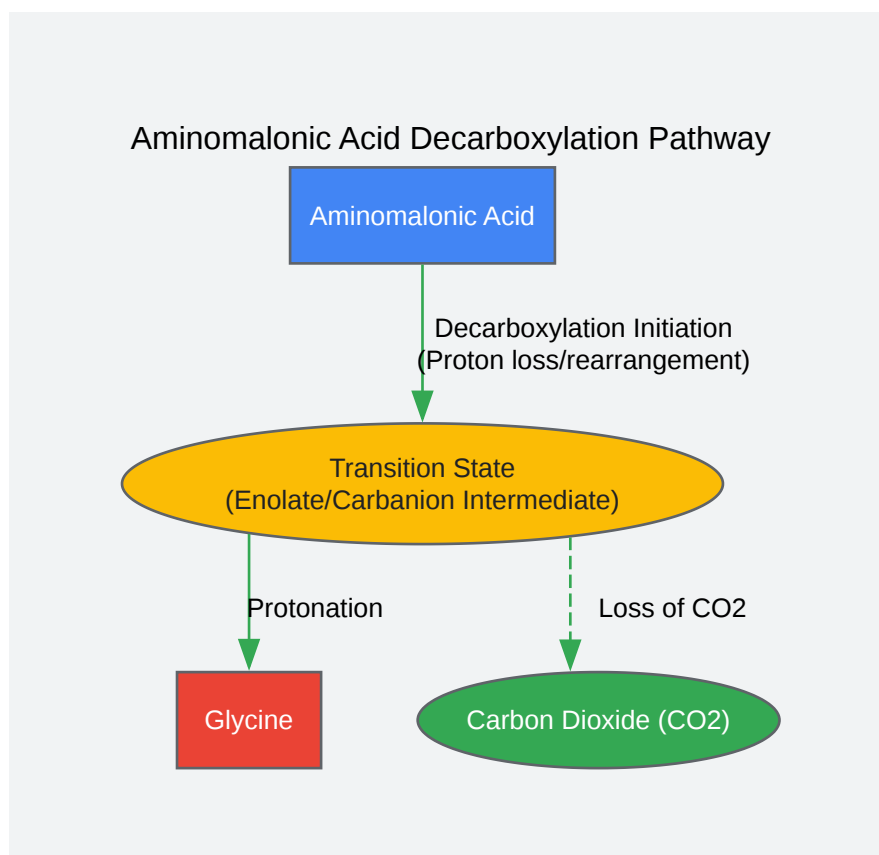 Aminomalonic Acid Decarboxylation Pathway
Aminomalonic Acid
Decarboxylation Initiation
(Proton loss/rearrangement)
Transition State
(Enolate/Carbanion Intermediate)
Protonation
Loss of CO2
Glycine
Carbon Dioxide (CO2)